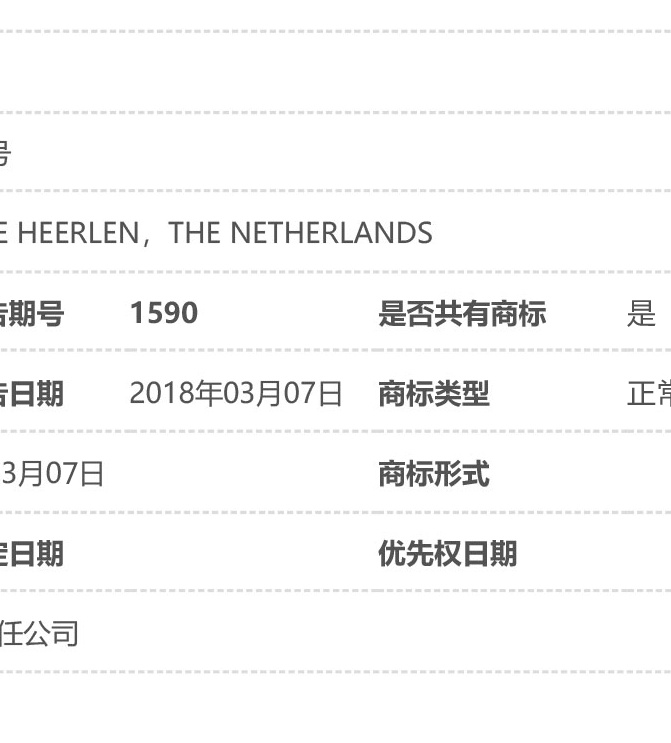 号
E HEERLEN，THE NETHERLANDS
告期号 1590 是否共有商标 是
告日期 2018年03月07日 商标类型 正常
3月07日 商标形式
定日期 优先权日期
任公司